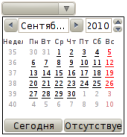 Сентяб... 2010
Недел Пн Вт Ср Чт Пт Сб Вс
35 30 31 1 2 3 4 5
36 6 7 8 9 10 11 12
37 13 14 15 16 17 18 19
38 20 21 22 23 24 25 26
39 27 28 29 30 1 2 3
40 4 5 6 7 8 9 10
Сегодня Отсутствуе